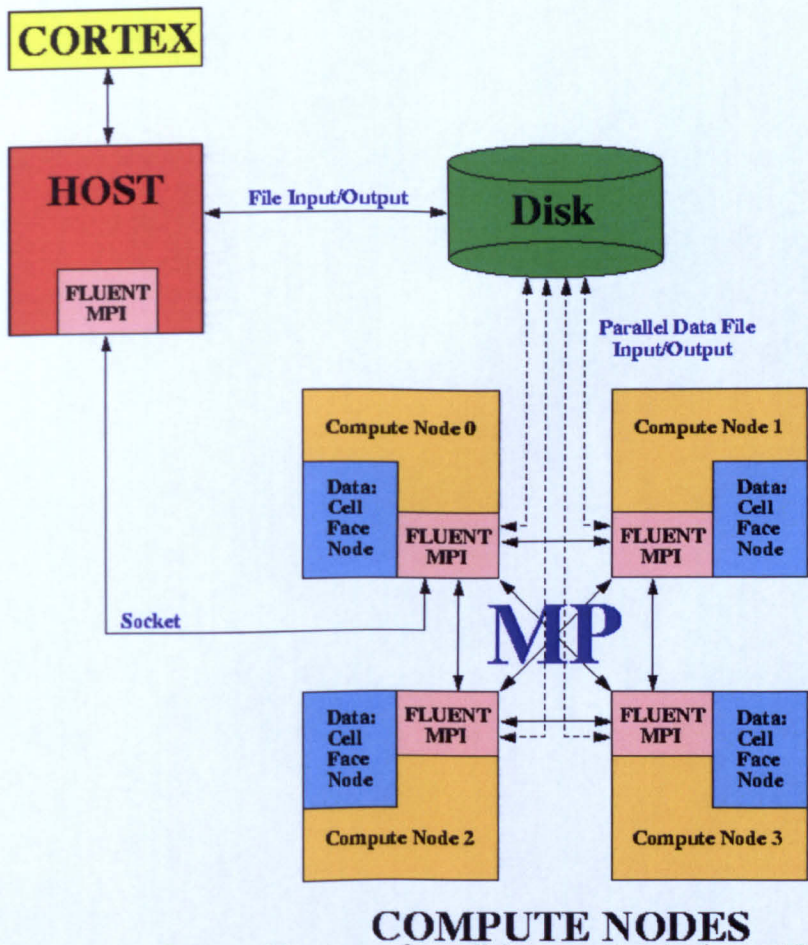 CORTEX
HOST
FLUENT
MPI
File Input/Output
Disk
Parallel Data File
Input/Output
Socket
Compute Node 0
Data:
Cell
Face
Node
FLUENT
MPI
Compute Node 1
FLUENT
MPI
Data:
Cell
Face
Node
MP
Data:
Cell
Face
Node
FLUENT
MPI
Compute Node 2
FLUENT
MPI
Data:
Cell
Face
Node
Compute Node 3
COMPUTE NODES